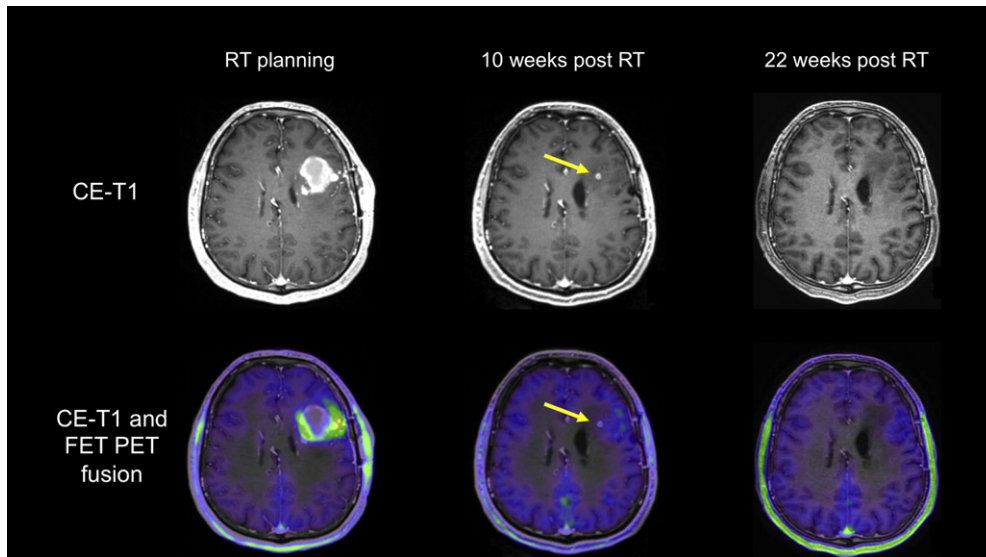 RT planning
10 weeks post RT
22 weeks post RT
CE-T1
CE-T1 and
FET PET
fusion